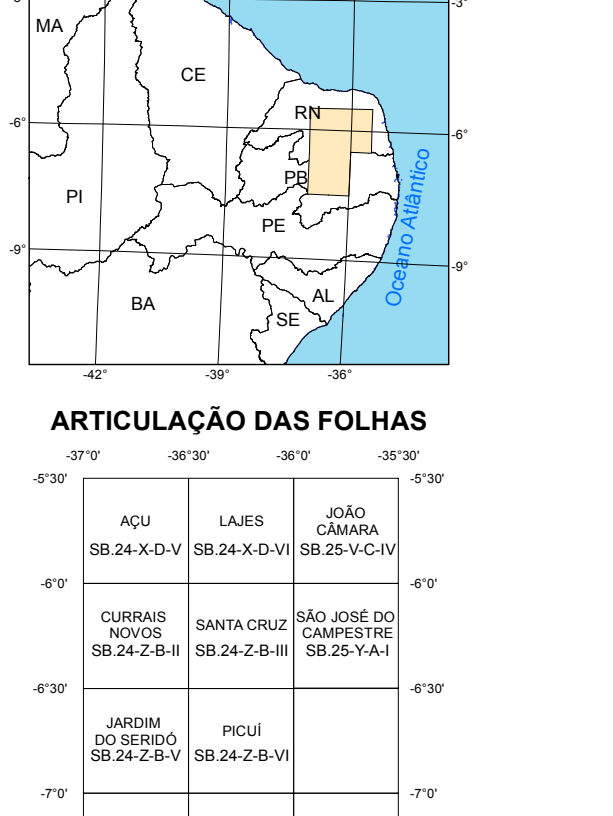 -3°
MA
CE
RN
-6°
-6°
PB
PI
PE
Oceano Atlântico
-9°
-9°
BA
AL
SE
-42°
-39°
-36°
ARTICULAÇÃO DAS FOLHAS
-37°0'
-36°30'
-36°0'
-35°30'
-5°30'
-5°30'
AÇU
SB.24-X-D-V
LAJES
SB.24-X-D-VI
JOÃO
CÂMARA
SB.25-V-C-IV
-6°0'
-6°0'
CURRAIS
NOVOS
SB.24-Z-B-II
SANTA CRUZ
SB.24-Z-B-III
SÃO JOSÉ DO
CAMPESTRE
SB.25-Y-A-I
-6°30'
-6°30'
JARDIM
DO SERIDÓ
SB.24-Z-B-V
PICUÍ
SB.24-Z-B-VI
-7°0'
-7°0'